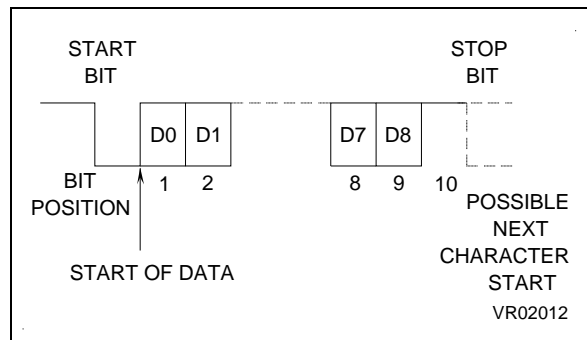 START
BIT
STOP
BIT
D0 D1 D7 D8
BIT
POSITION
1 2 8 9 10
POSSIBLE
NEXT
CHARACTER
START
START OF DATA
VR02012